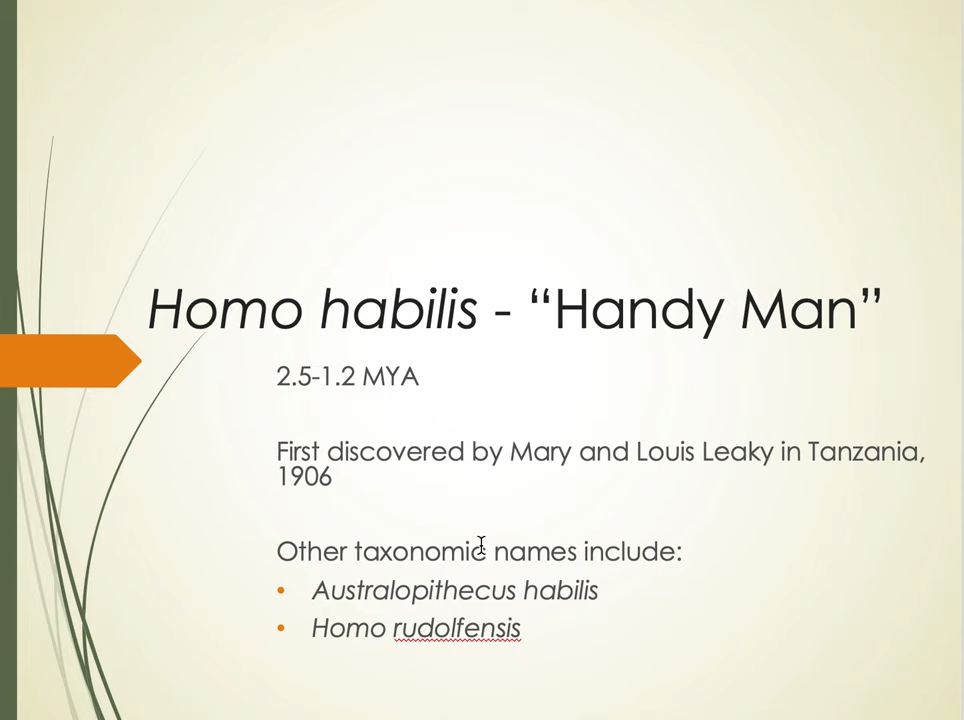 Homo habilis - “Handy Man”
2.5-1.2 MYA
First discovered by Mary and Louis Leaky in Tanzania,
1906
Other taxonomic names include:
• Australopithecus habilis
• Homo rudolfensis